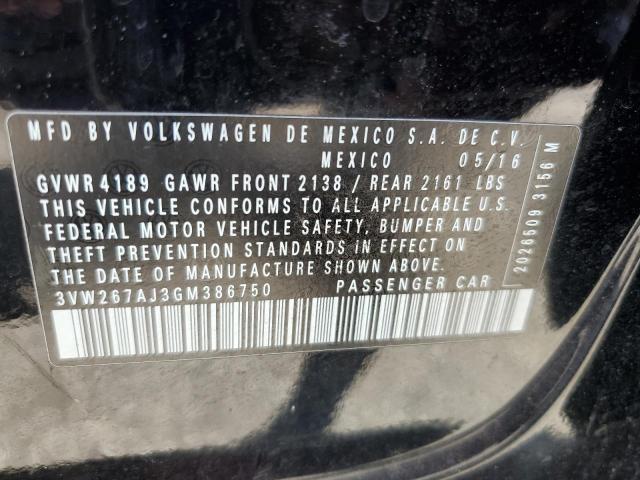 MFD BY VOLKSWAGEN DE MEXICO S.A. DE C.V.
MEXICO 05/16
GVWR 4189 GAWR FRONT 2138 / REAR 2161 LBS
THIS VEHICLE CONFORMS TO ALL APPLICABLE U.S.
FEDERAL MOTOR VEHICLE SAFETY, BUMPER AND
THEFT PREVENTION STANDARDS IN EFFECT ON
THE DATE OF MANUFACTURE SHOWN ABOVE.
3VW267AJ3GM386750 PASSENGER CAR
2026509 3156 M